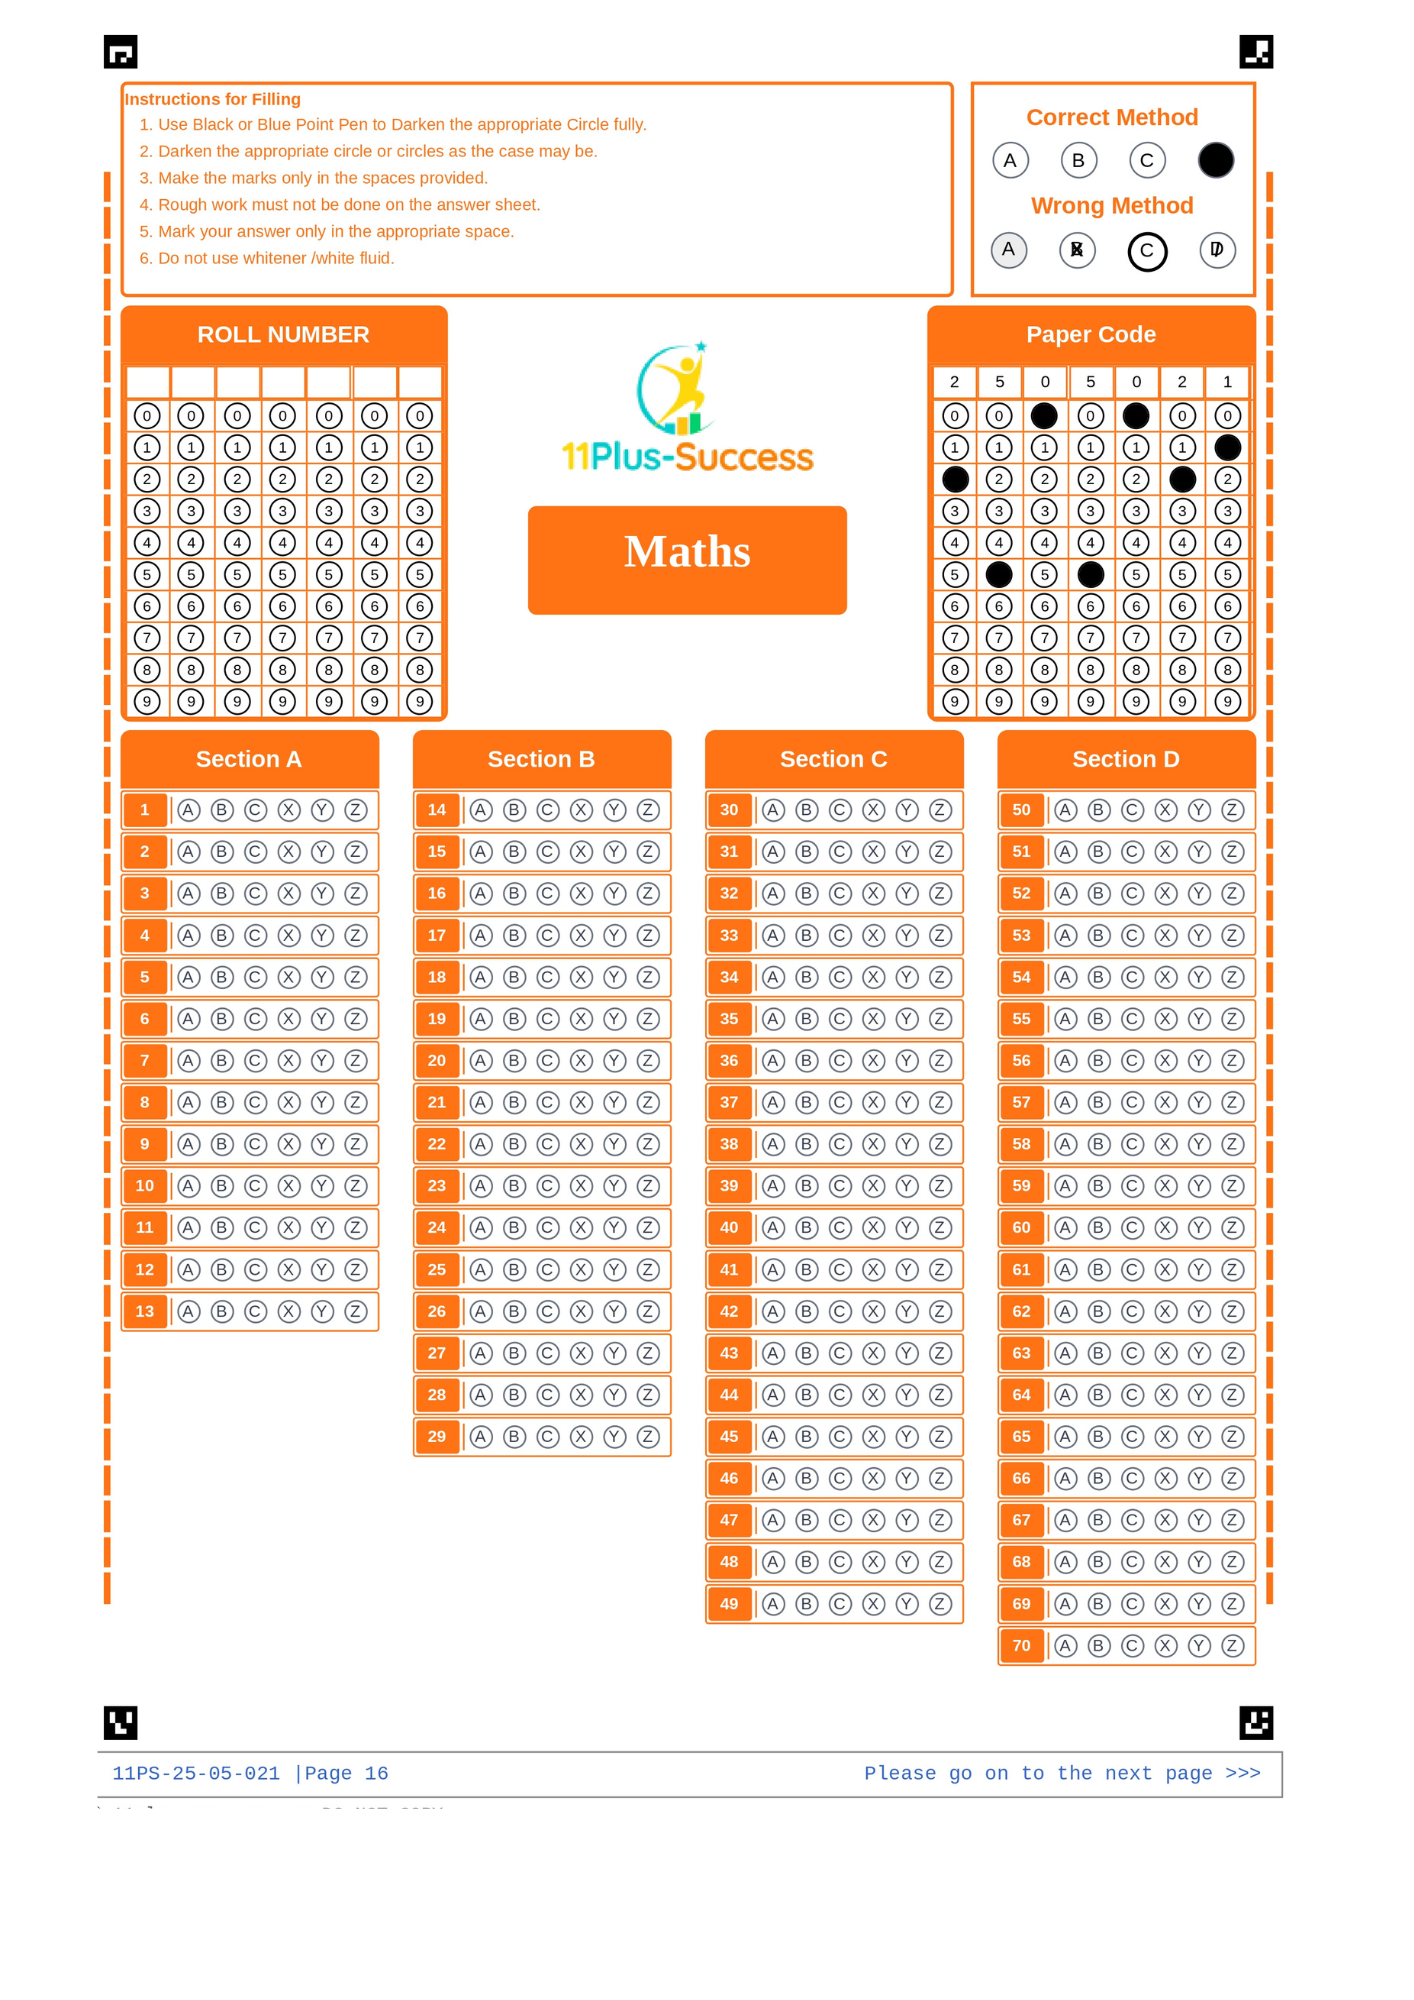 Instructions for Filling
1. Use Black or Blue Point Pen to Darken the appropriate Circle fully.
2. Darken the appropriate circle or circles as the case may be.
3. Make the marks only in the spaces provided.
4. Rough work must not be done on the answer sheet.
5. Mark your answer only in the appropriate space.
6. Do not use whitener /white fluid.
Correct Method
A B C
Wrong Method
A B C D
ROLL NUMBER
0 0 0 0 0 0 0
1 1 1 1 1 1 1
2 2 2 2 2 2 2
3 3 3 3 3 3 3
4 4 4 4 4 4 4
5 5 5 5 5 5 5
6 6 6 6 6 6 6
7 7 7 7 7 7 7
8 8 8 8 8 8 8
9 9 9 9 9 9 9
11Plus-Success
Maths
Paper Code
2 5 0 5 0 2 1
0 0 0 0 0
1 1 1 1 1 1
2 2 2 2 2
3 3 3 3 3 3 3
4 4 4 4 4 4 4
5 5 5 5 5
6 6 6 6 6 6 6
7 7 7 7 7 7 7
8 8 8 8 8 8 8
9 9 9 9 9 9 9
Section A
1 A B C X Y Z
2 A B C X Y Z
3 A B C X Y Z
4 A B C X Y Z
5 A B C X Y Z
6 A B C X Y Z
7 A B C X Y Z
8 A B C X Y Z
9 A B C X Y Z
10 A B C X Y Z
11 A B C X Y Z
12 A B C X Y Z
13 A B C X Y Z
Section B
14 A B C X Y Z
15 A B C X Y Z
16 A B C X Y Z
17 A B C X Y Z
18 A B C X Y Z
19 A B C X Y Z
20 A B C X Y Z
21 A B C X Y Z
22 A B C X Y Z
23 A B C X Y Z
24 A B C X Y Z
25 A B C X Y Z
26 A B C X Y Z
27 A B C X Y Z
28 A B C X Y Z
29 A B C X Y Z
Section C
30 A B C X Y Z
31 A B C X Y Z
32 A B C X Y Z
33 A B C X Y Z
34 A B C X Y Z
35 A B C X Y Z
36 A B C X Y Z
37 A B C X Y Z
38 A B C X Y Z
39 A B C X Y Z
40 A B C X Y Z
41 A B C X Y Z
42 A B C X Y Z
43 A B C X Y Z
44 A B C X Y Z
45 A B C X Y Z
46 A B C X Y Z
47 A B C X Y Z
48 A B C X Y Z
49 A B C X Y Z
Section D
50 A B C X Y Z
51 A B C X Y Z
52 A B C X Y Z
53 A B C X Y Z
54 A B C X Y Z
55 A B C X Y Z
56 A B C X Y Z
57 A B C X Y Z
58 A B C X Y Z
59 A B C X Y Z
60 A B C X Y Z
61 A B C X Y Z
62 A B C X Y Z
63 A B C X Y Z
64 A B C X Y Z
65 A B C X Y Z
66 A B C X Y Z
67 A B C X Y Z
68 A B C X Y Z
69 A B C X Y Z
70 A B C X Y Z
11PS-25-05-021 |Page 16
Please go on to the next page >>>